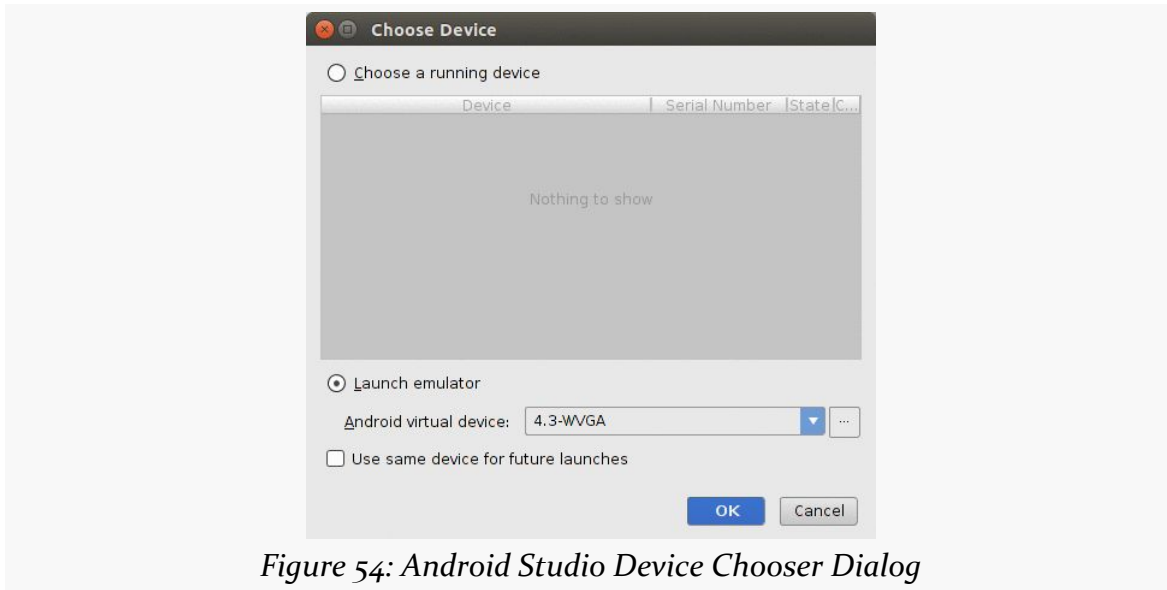 Choose Device
Choose a running device
Device Serial Number State C...
Nothing to show
Launch emulator
Android virtual device: 4.3-WVGA ...
Use same device for future launches
OK Cancel
Figure 54: Android Studio Device Chooser Dialog